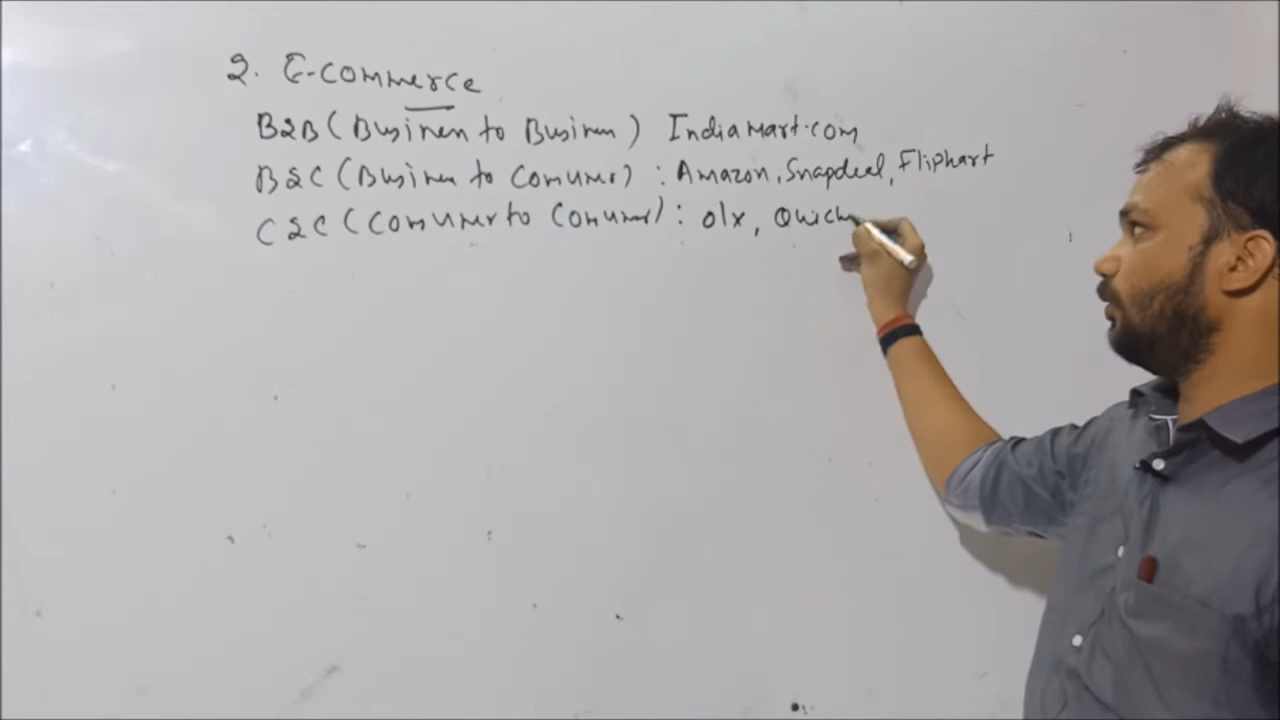 2. E-commerce
B2B (Business to Business) IndiaMart.com
B2C (Business to Consumer) : Amazon, Snapdeal, Flipkart
C2C (Consumer to Consumer) : olx, Quick